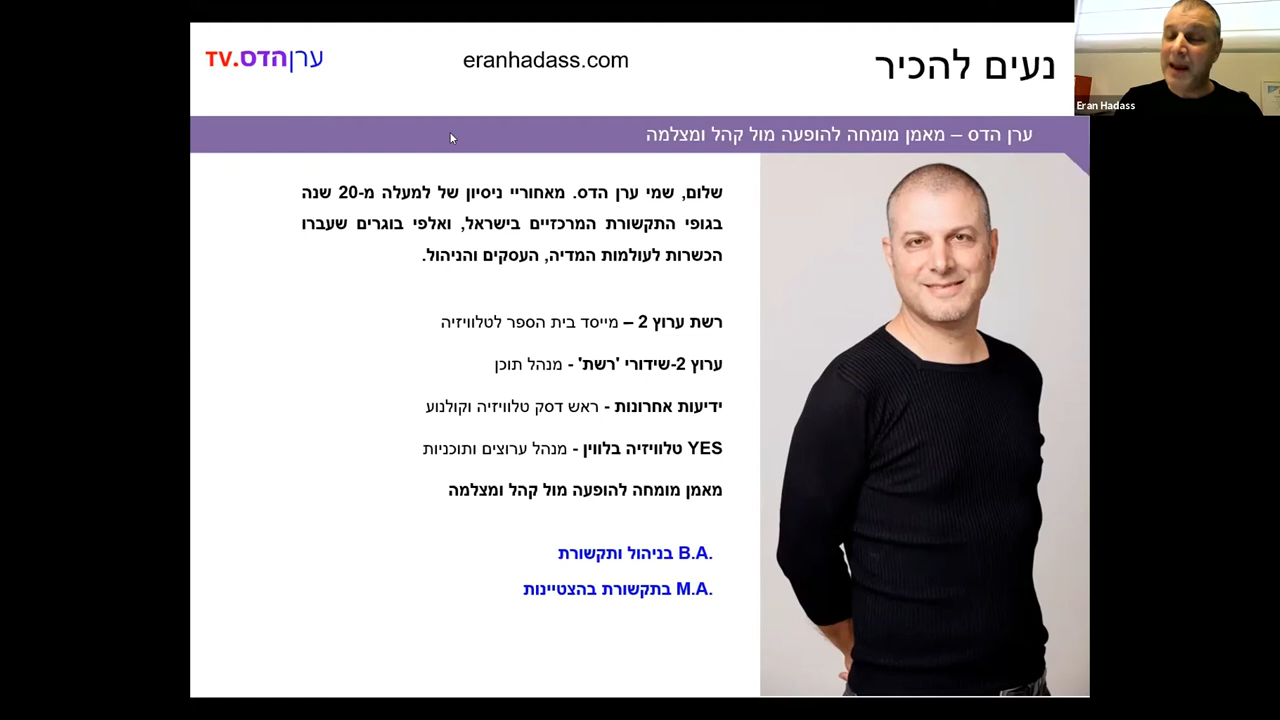 נעים להכיר
eranhadass.com
ערןהדס.TV
Eran Hadass
ערן הדס – מאמן מומחה להופעה מול קהל ומצלמה
שלום, שמי ערן הדס. מאחוריי ניסיון של למעלה מ-20 שנה
בגופי התקשורת המרכזיים בישראל, ואלפי בוגרים שעברו
הכשרות לעולמות המדיה, העסקים והניהול.
רשת ערוץ 2 – מייסד בית הספר לטלוויזיה
ערוץ 2-שידורי 'רשת' - מנהל תוכן
ידיעות אחרונות - ראש דסק טלוויזיה וקולנוע
YES טלוויזיה בלווין - מנהל ערוצים ותוכניות
מאמן מומחה להופעה מול קהל ומצלמה
B.A. בניהול ותקשורת
M.A. בתקשורת בהצטיינות